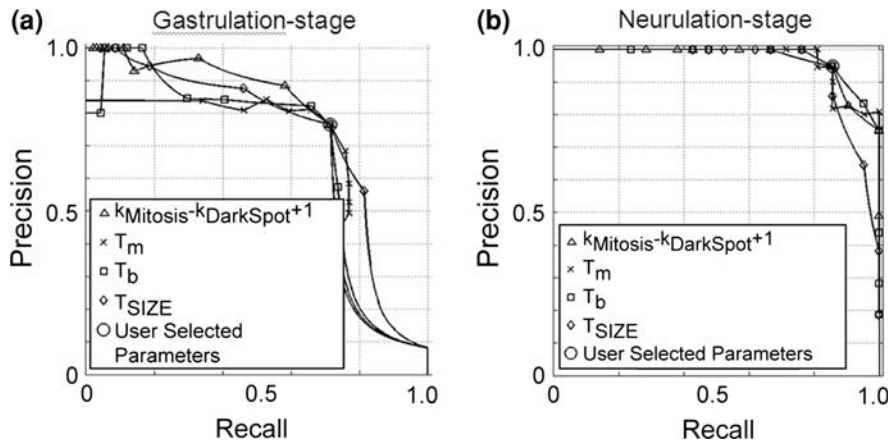 (a)
Gastrulation-stage
1.0
Precision
0.5
kMitosis-kDarkSpot+1
Tm
Tb
TSIZE
User Selected
Parameters
0
0
0.5
1.0
Recall
(b)
Neurulation-stage
1.0
Precision
0.5
kMitosis-kDarkSpot+1
Tm
Tb
TSIZE
User Selected Parameters
0
0
0.5
1.0
Recall